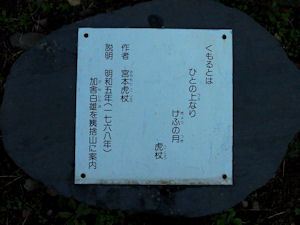 くもるとは
ひとの上なり
けふの月
虎杖
作者 宮本虎杖
説明 明和五年（一七六八年）
加舎白雄を姨捨山に案内